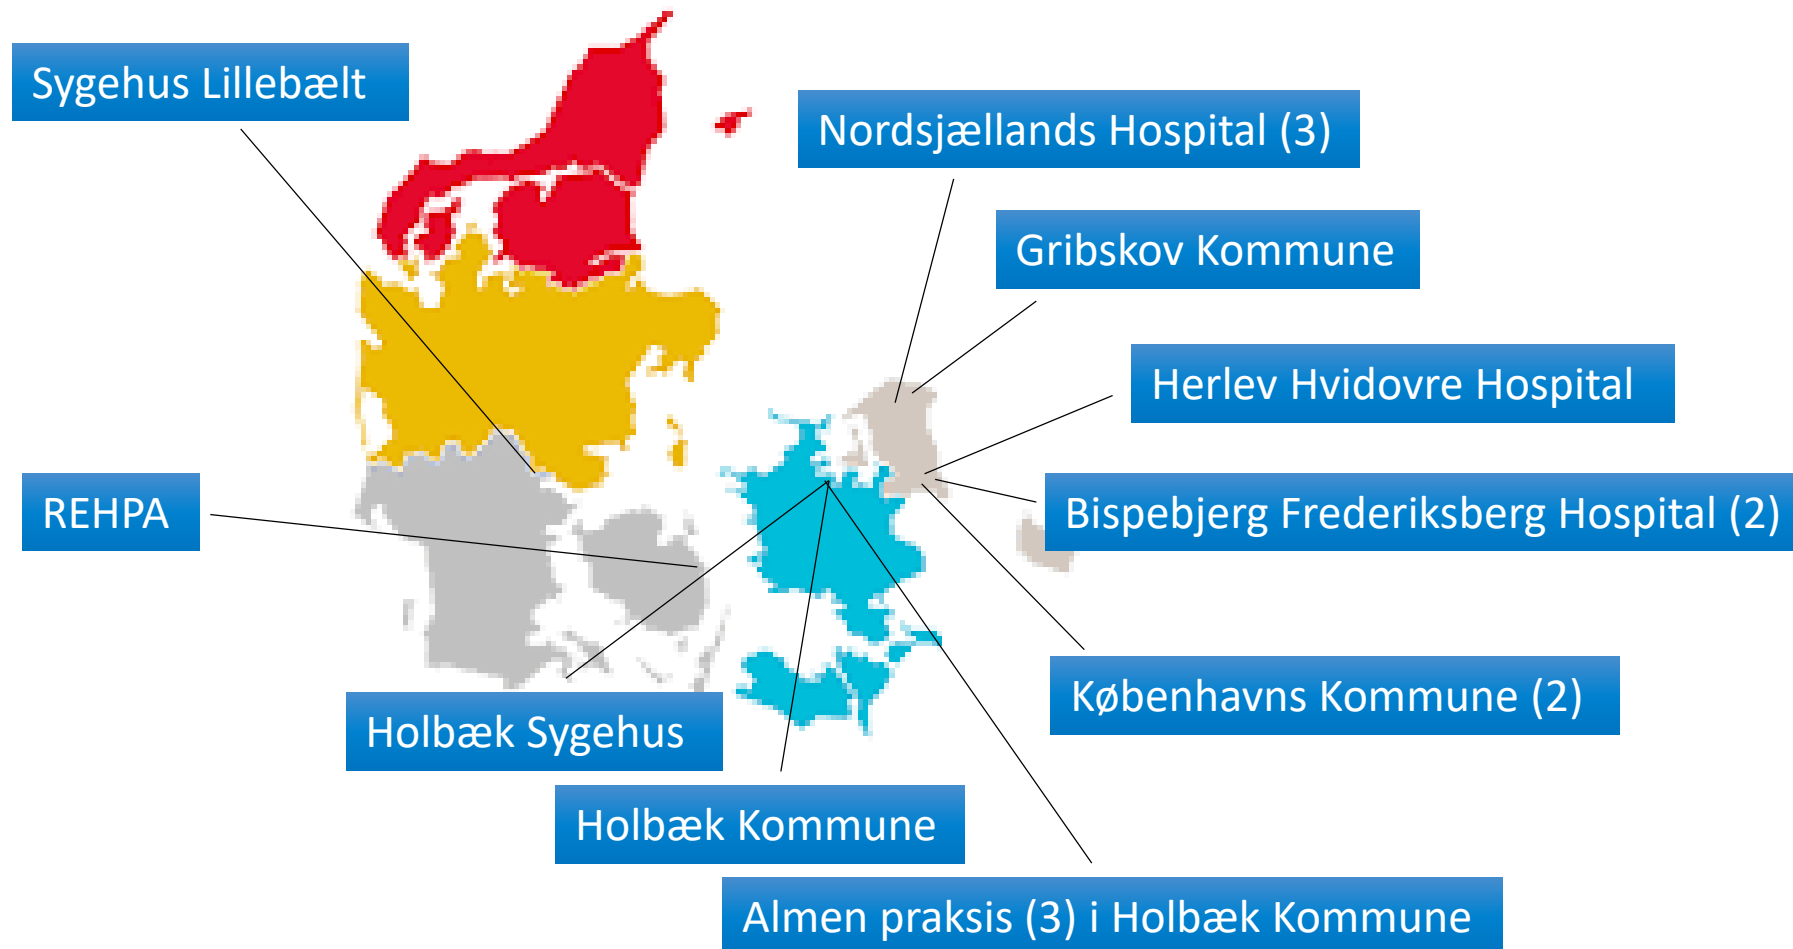 Sygehus Lillebælt
Nordsjællands Hospital (3)
Gribskov Kommune
Herlev Hvidovre Hospital
REHPA
Bispebjerg Frederiksberg Hospital (2)
Københavns Kommune (2)
Holbæk Sygehus
Holbæk Kommune
Almen praksis (3) i Holbæk Kommune